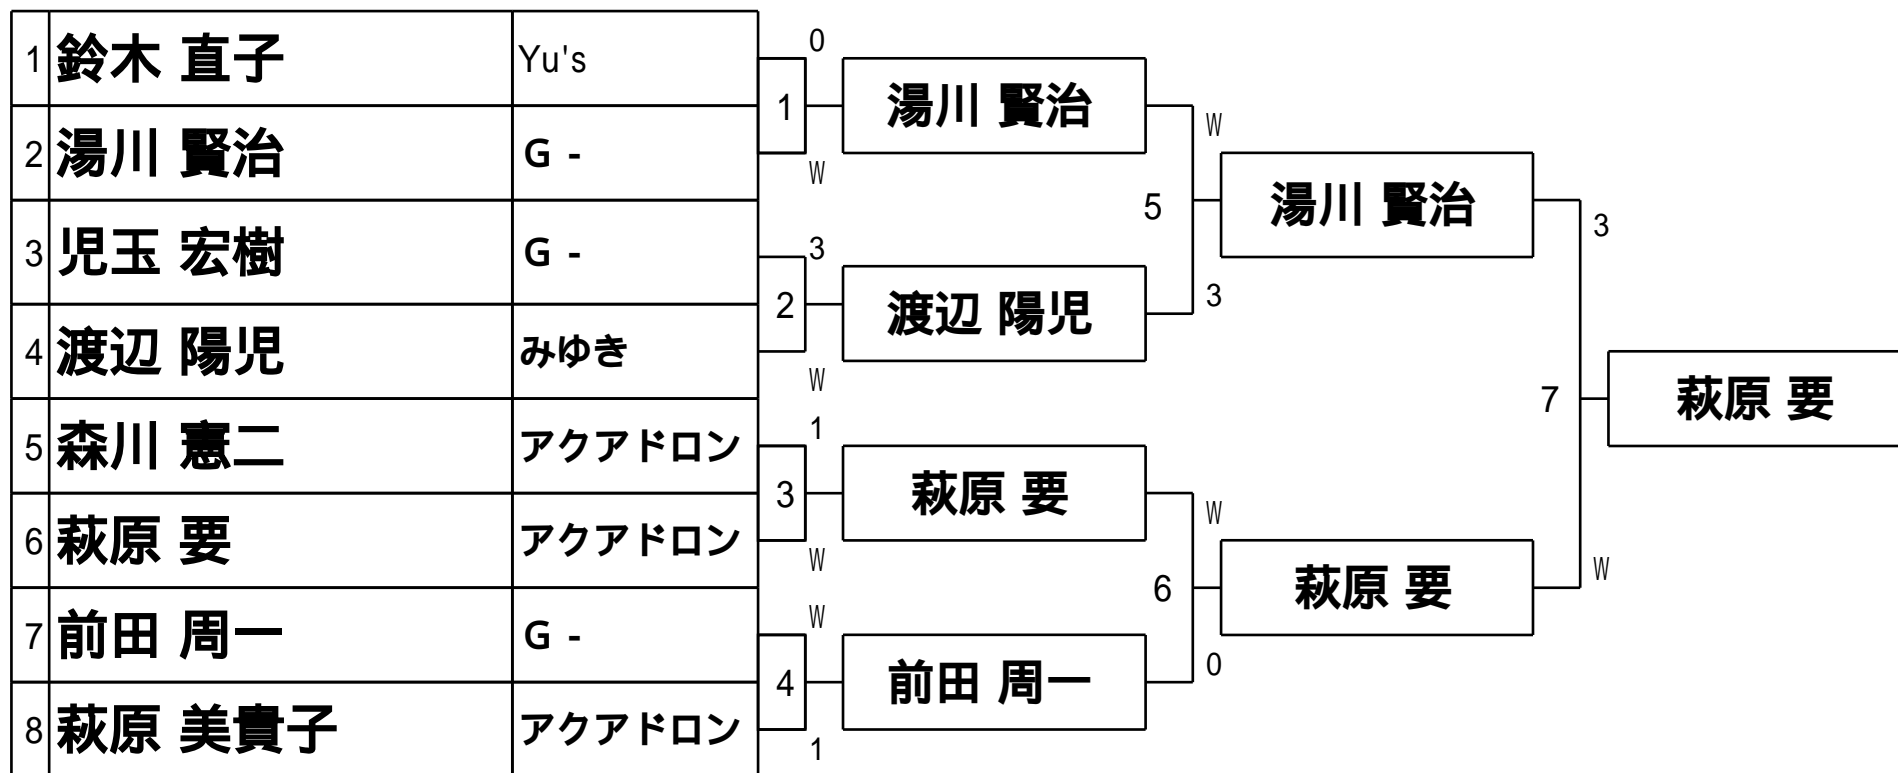 1 鈴木 直子 Yu's
2 湯川 賢治 G -
3 児玉 宏樹 G -
4 渡辺 陽児 みゆき
5 森川 憲二 アクアドロン
6 萩原 要 アクアドロン
7 前田 周一 G -
8 萩原 美貴子 アクアドロン
0
1
W
湯川 賢治
3
2
W
渡辺 陽児
1
3
W
萩原 要
W
4
1
前田 周一
W
5
3
湯川 賢治
W
6
0
萩原 要
3
7
W
萩原 要